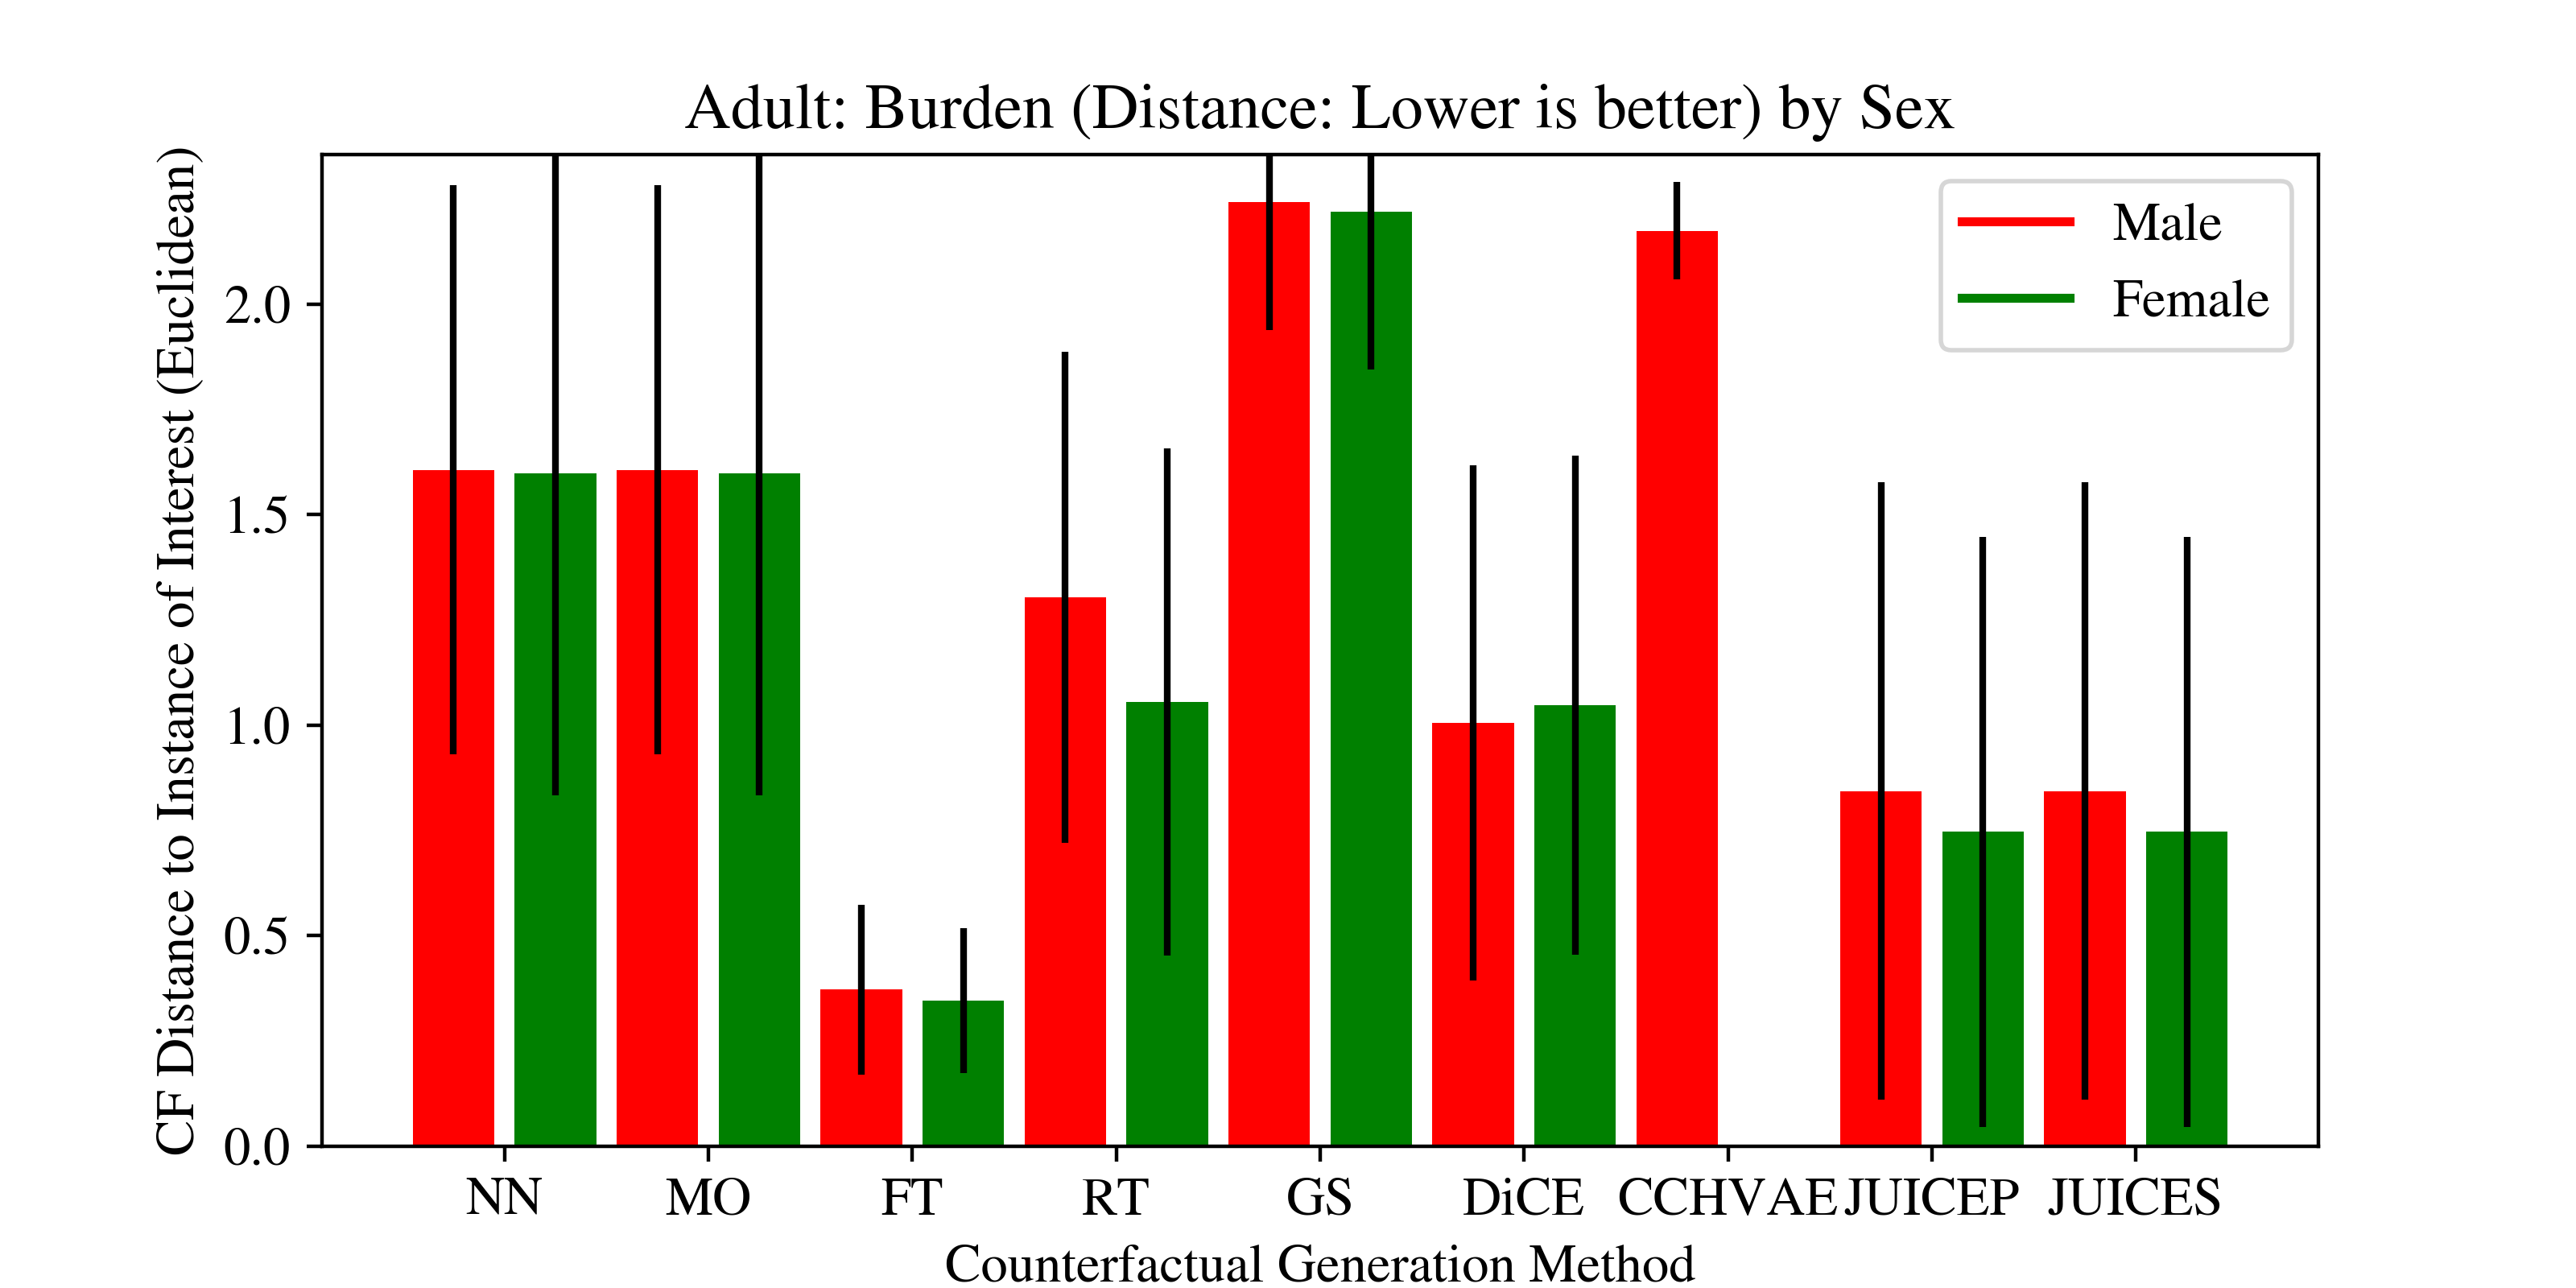 Adult: Burden (Distance: Lower is better) by Sex
CF Distance to Instance of Interest (Euclidean)
2.0
1.5
1.0
0.5
0.0
Male
Female
NN MO FT RT GS DiCE CCHVAE JUICEP JUICES
Counterfactual Generation Method